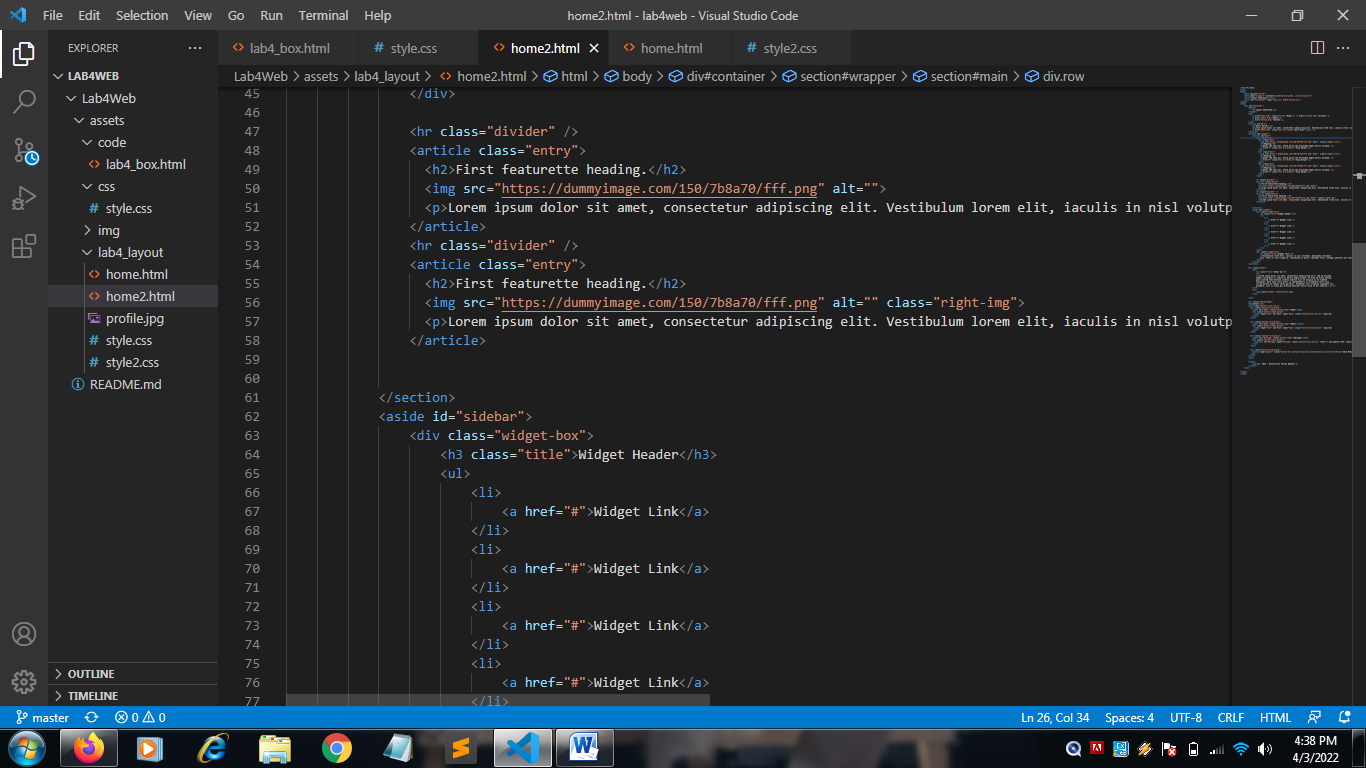 File Edit Selection View Go Run Terminal Help home2.html - lab4web - Visual Studio Code
EXPLORER
LAB4WEB
Lab4Web
assets
code
lab4_box.html
css
style.css
img
lab4_layout
home.html
home2.html
profile.jpg
style.css
style2.css
README.md
OUTLINE
TIMELINE
lab4_box.html style.css home2.html home.html style2.css
Lab4Web > assets > lab4_layout > home2.html > html > body > div#container > section#wrapper > section#main > div.row
45 </div>
46
47 <hr class="divider" />
48 <article class="entry">
49 <h2>First featurette heading.</h2>
50 <img src="https://dummyimage.com/150/7b8a70/fff.png" alt="">
51 <p>Lorem ipsum dolor sit amet, consectetur adipiscing elit. Vestibulum lorem elit, iaculis in nisl volutp
52 </article>
53 <hr class="divider" />
54 <article class="entry">
55 <h2>First featurette heading.</h2>
56 <img src="https://dummyimage.com/150/7b8a70/fff.png" alt="" class="right-img">
57 <p>Lorem ipsum dolor sit amet, consectetur adipiscing elit. Vestibulum lorem elit, iaculis in nisl volutp
58 </article>
59
60
61 </section>
62 <aside id="sidebar">
63 <div class="widget-box">
64 <h3 class="title">Widget Header</h3>
65 <ul>
66 <li>
67 <a href="#">Widget Link</a>
68 </li>
69 <li>
70 <a href="#">Widget Link</a>
71 </li>
72 <li>
73 <a href="#">Widget Link</a>
74 </li>
75 <li>
76 <a href="#">Widget Link</a>
77 </li>
master 0 0 Ln 26, Col 34 Spaces: 4 UTF-8 CRLF HTML
4:38 PM
4/3/2022